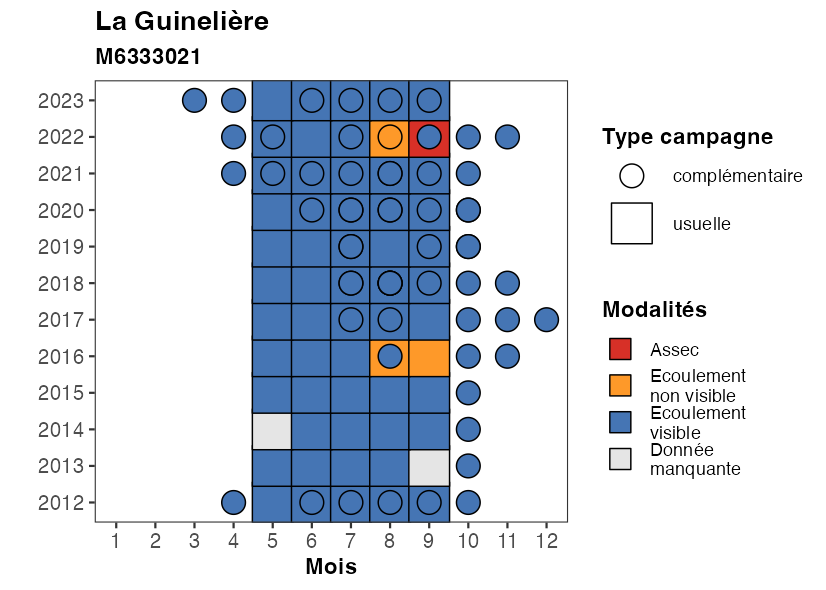 La Guinelière
M6333021
2023
2022
2021
2020
2019
2018
2017
2016
2015
2014
2013
2012
1 2 3 4 5 6 7 8 9 10 11 12
Mois
Type campagne
complémentaire
usuelle
Modalités
Assec
Ecoulement
non visible
Ecoulement
visible
Donnée
manquante